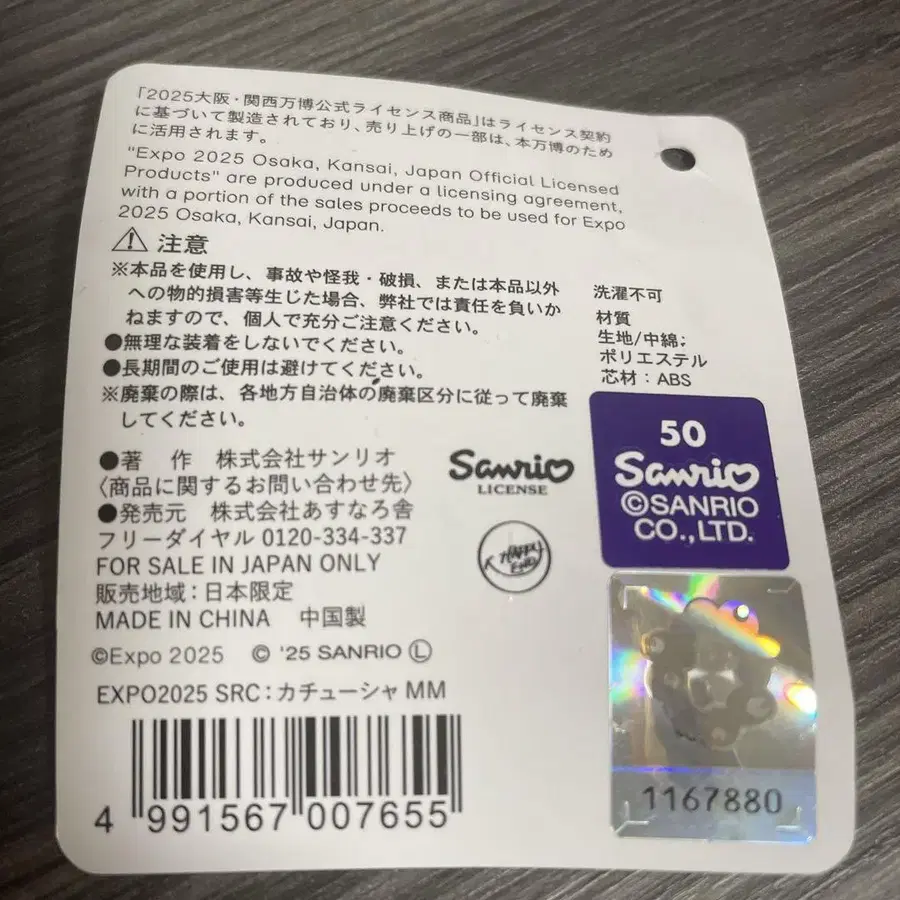 「2025大阪・関西万博公式ライセンス商品」はライセンス契約
に基づいて製造されており、売り上げの一部は、本万博のため
に活用されます。
"Expo 2025 Osaka, Kansai, Japan Official Licensed
Products" are produced under a licensing agreement,
with a portion of the sales proceeds to be used for Expo
2025 Osaka, Kansai, Japan.
注意
※本品を使用し、事故や怪我・破損、または本品以外
への物的損害等生じた場合、弊社では責任を負いか
ねますので、個人で充分ご注意ください。
●無理な装着をしないでください。
●長期間のご使用は避けてください。
※廃棄の際は、各地方自治体の廃棄区分に従って廃棄
してください。
洗濯不可
材質
生地/中綿;
ポリエステル
芯材：ABS
●著　作　株式会社サンリオ
〈商品に関するお問い合わせ先〉
●発売元　株式会社あすなろ舎
フリーダイヤル 0120-334-337
FOR SALE IN JAPAN ONLY
販売地域：日本限定
MADE IN CHINA　中国製
©Expo 2025　© '25 SANRIO Ⓛ
EXPO2025 SRC：カチューシャMM
4 991567 007655
Sanrio
LICENSE
HAPPY
50
Sanrio
©SANRIO
CO.,LTD.
1167880